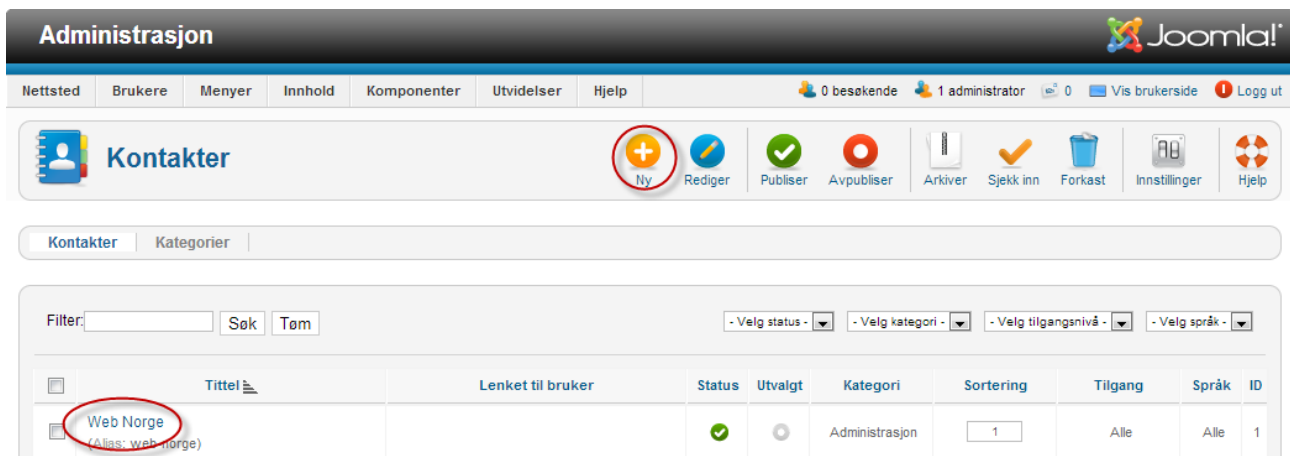 Administrasjon Joomla!
Nettsted Brukere Menyer Innhold Komponenter Utvidelser Hjelp 0 besøkende 1 administrator 0 Vis brukerside Logg ut
Kontakter Ny Rediger Publiser Avpubliser Arkiver Sjekk inn Forkast Innstillinger Hjelp
Kontakter Kategorier
Filter: Søk Tøm - Velg status - - Velg kategori - - Velg tilgangsnivå - - Velg språk -
Tittel Lenket til bruker Status Utvalgt Kategori Sortering Tilgang Språk ID
Web Norge
(Alias: web-norge) Administrasjon 1 Alle Alle 1